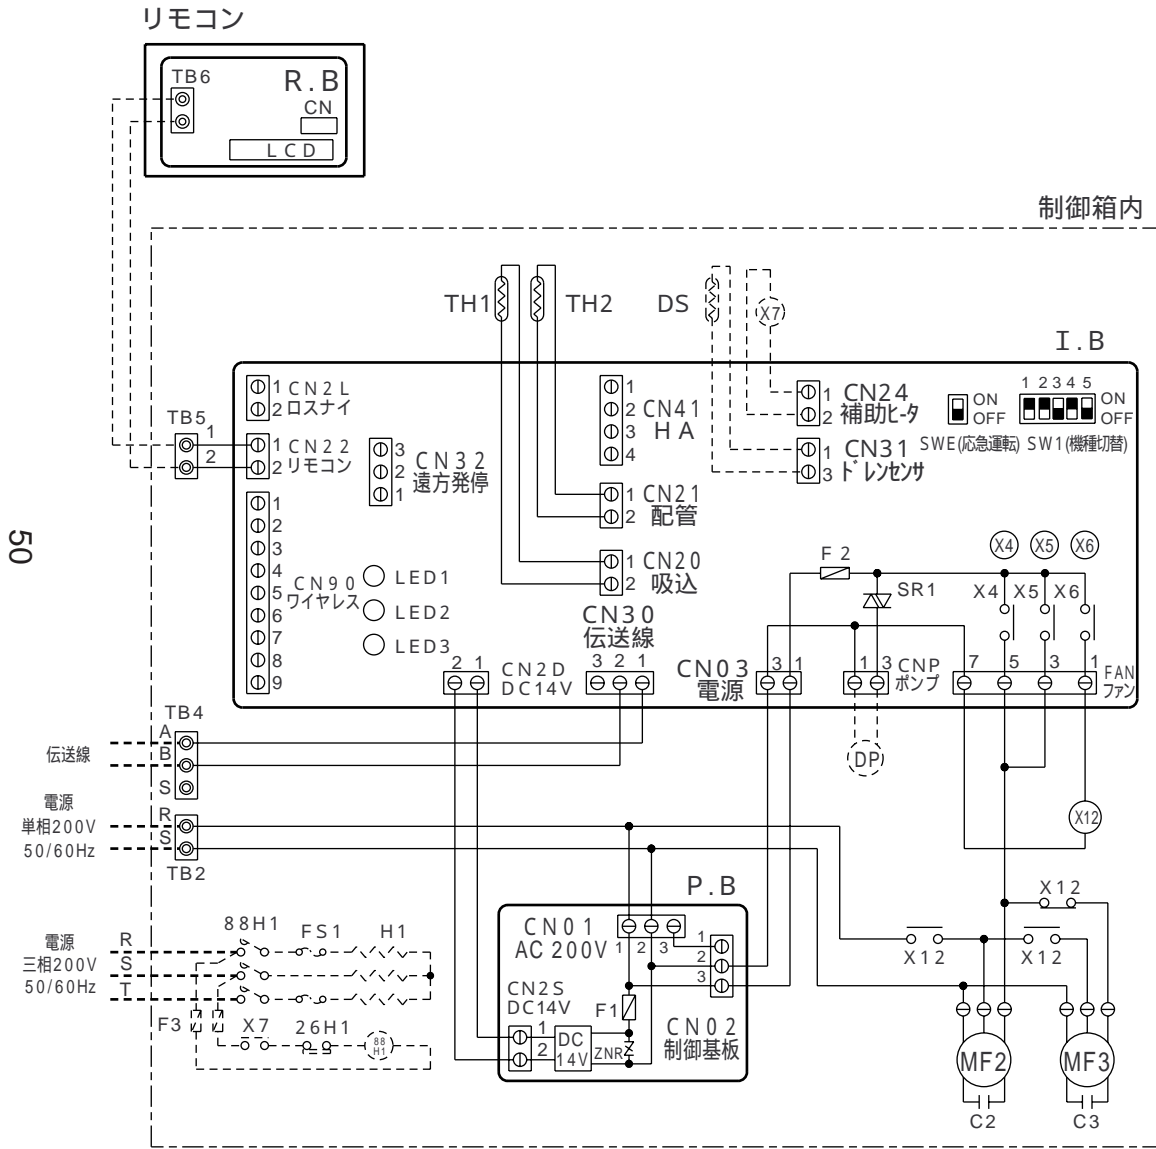 リモコン
TB6
R.B
CN
LCD
制御箱内
TH1
TH2
DS
X7
I.B
1 CN2L
2 ロスナイ
1
2 CN41
3 HA
4
1 CN24
2 補助ヒータ
ON
OFF
SWE(応急運転)
1 2 3 4 5
ON
OFF
SW1(機種切替)
TB5
1
2
1 CN22
2 リモコン
3
2
1
CN32
遠方発停
1 CN31
3 ドレンセンサ
1 CN21
2 配管
1
2
3
4
5
6
7
8
9
CN90
ワイヤレス
LED1
LED2
LED3
1 CN20
2 吸込
F2
SR1
X4
X5
X6
X4
X5
X6
CN30
伝送線
2 1
CN2D
DC14V
3 2 1
CN03
電源
3 1
1 3
CNP
ポンプ
7 5 3 1
FAN
ファン
50
TB4
A
B
S
伝送線
DP
電源
単相200V
50/60Hz
R
S
TB2
X12
P.B
CN01
AC200V
1 2 3
1
2
3
CN2S
DC14V
1
2
DC
14V
F1
ZNR
CN02
制御基板
X12
X12
X12
電源
三相200V
50/60Hz
R
S
T
88H1
FS1
H1
F3
X7
26H1
88
H1
MF2
MF3
C2
C3